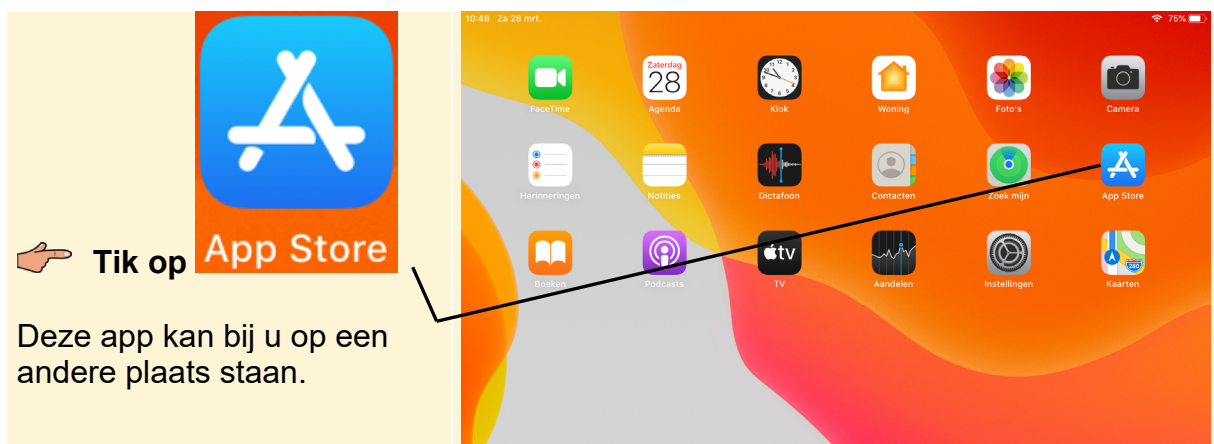 Tik op App Store
Deze app kan bij u op een
andere plaats staan.
10:48 Za 28 mrt. 75%
Zaterdag
28
FaceTime Agenda Klok Woning Foto's Camera
Herinneringen Notities Dictafoon Contacten Zoek mijn App Store
tv
280
Boeken Podcasts TV Aandelen Instellingen Kaarten